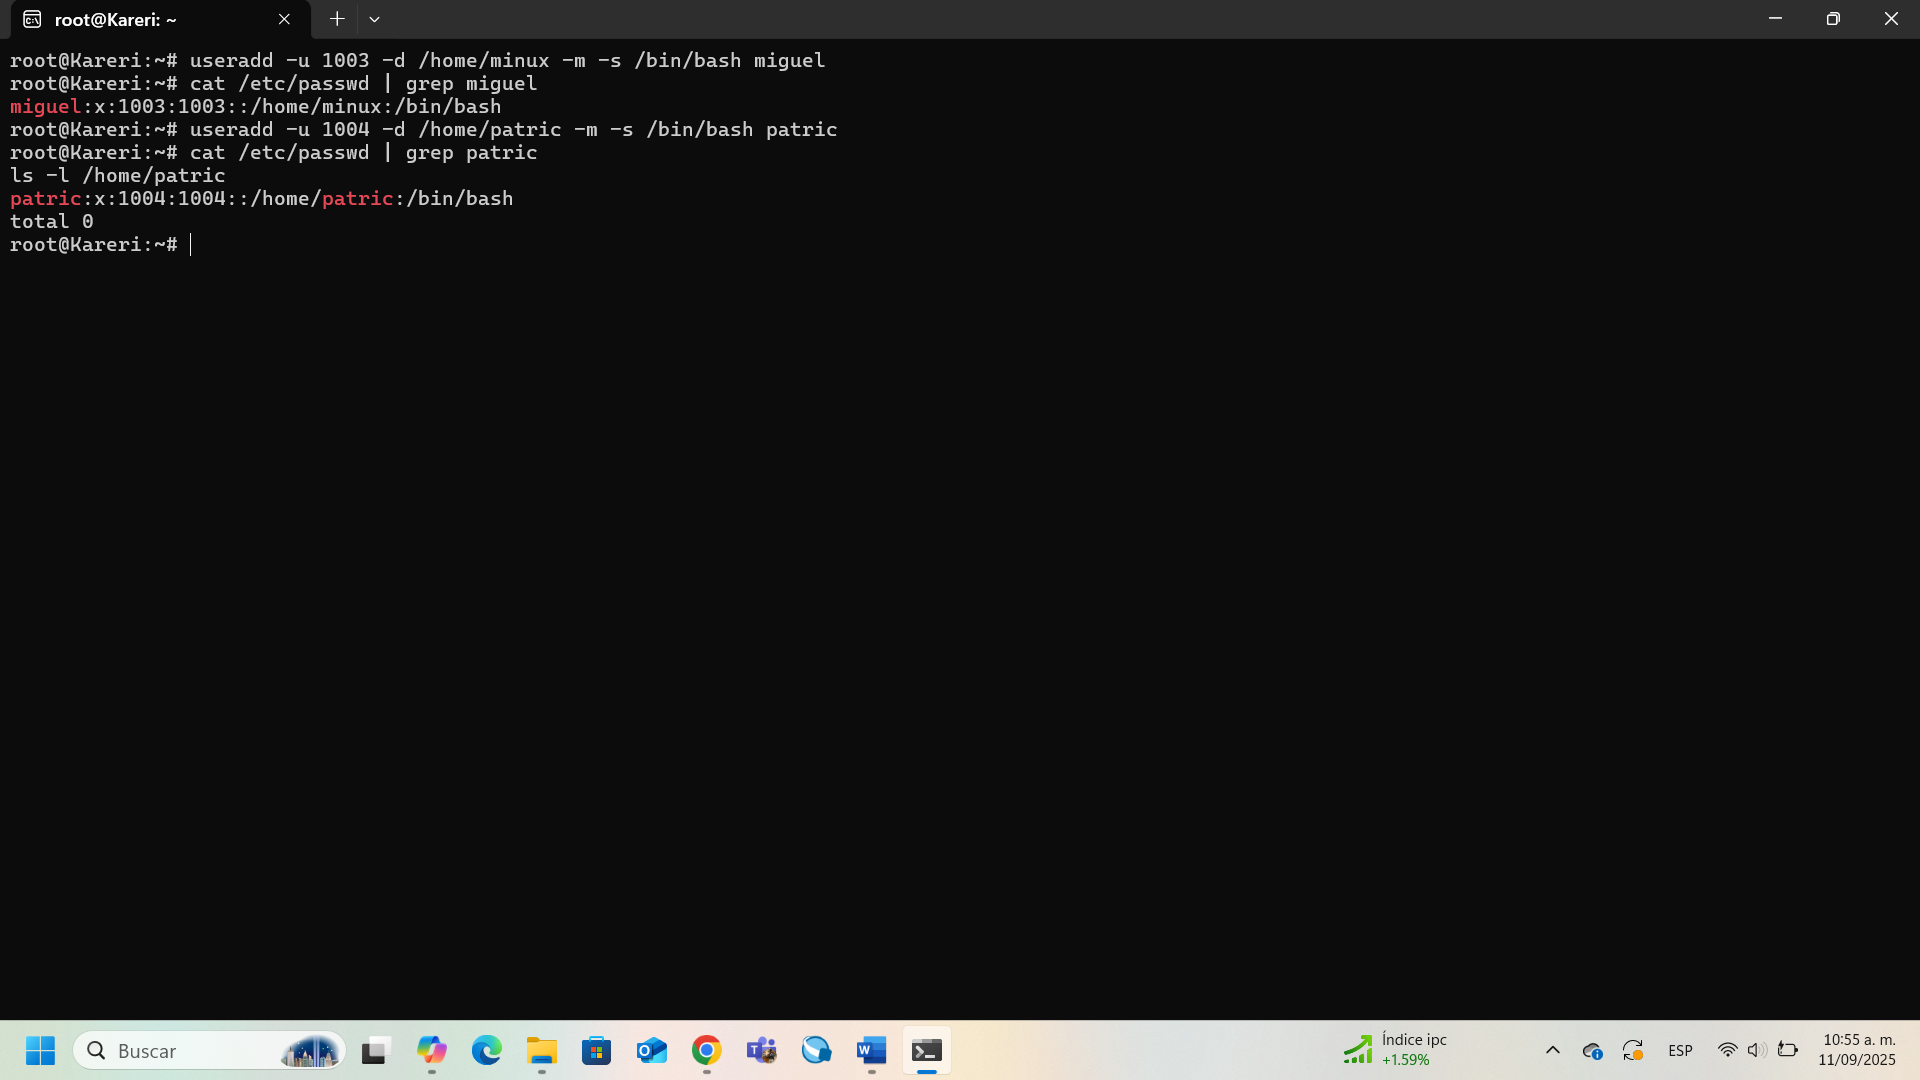 root@Kareri: ~
root@Kareri:~# useradd -u 1003 -d /home/minux -m -s /bin/bash miguel
root@Kareri:~# cat /etc/passwd | grep miguel
miguel:x:1003:1003::/home/minux:/bin/bash
root@Kareri:~# useradd -u 1004 -d /home/patric -m -s /bin/bash patric
root@Kareri:~# cat /etc/passwd | grep patric
ls -l /home/patric
patric:x:1004:1004::/home/patric:/bin/bash
total 0
root@Kareri:~#
Buscar
Índice ipc
+1.59%
ESP
10:55 a. m.
11/09/2025